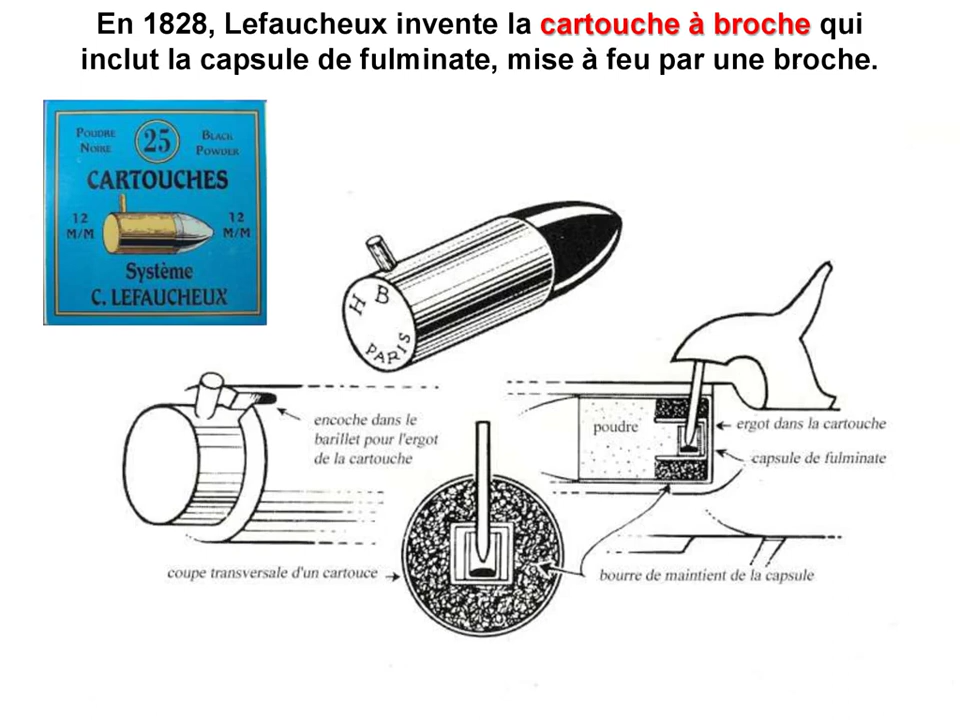 En 1828, Lefaucheux invente la cartouche à broche qui
inclut la capsule de fulminate, mise à feu par une broche.
POUDRE NOIRE
25
BLACK POWDER
CARTOUCHES
12 M/M
12 M/M
Système
C. LEFAUCHEUX
H B
PARIS
encoche dans le
barillet pour l'ergot
de la cartouche
poudre
ergot dans la cartouche
capsule de fulminate
coupe transversale d'un cartouce
bourre de maintient de la capsule